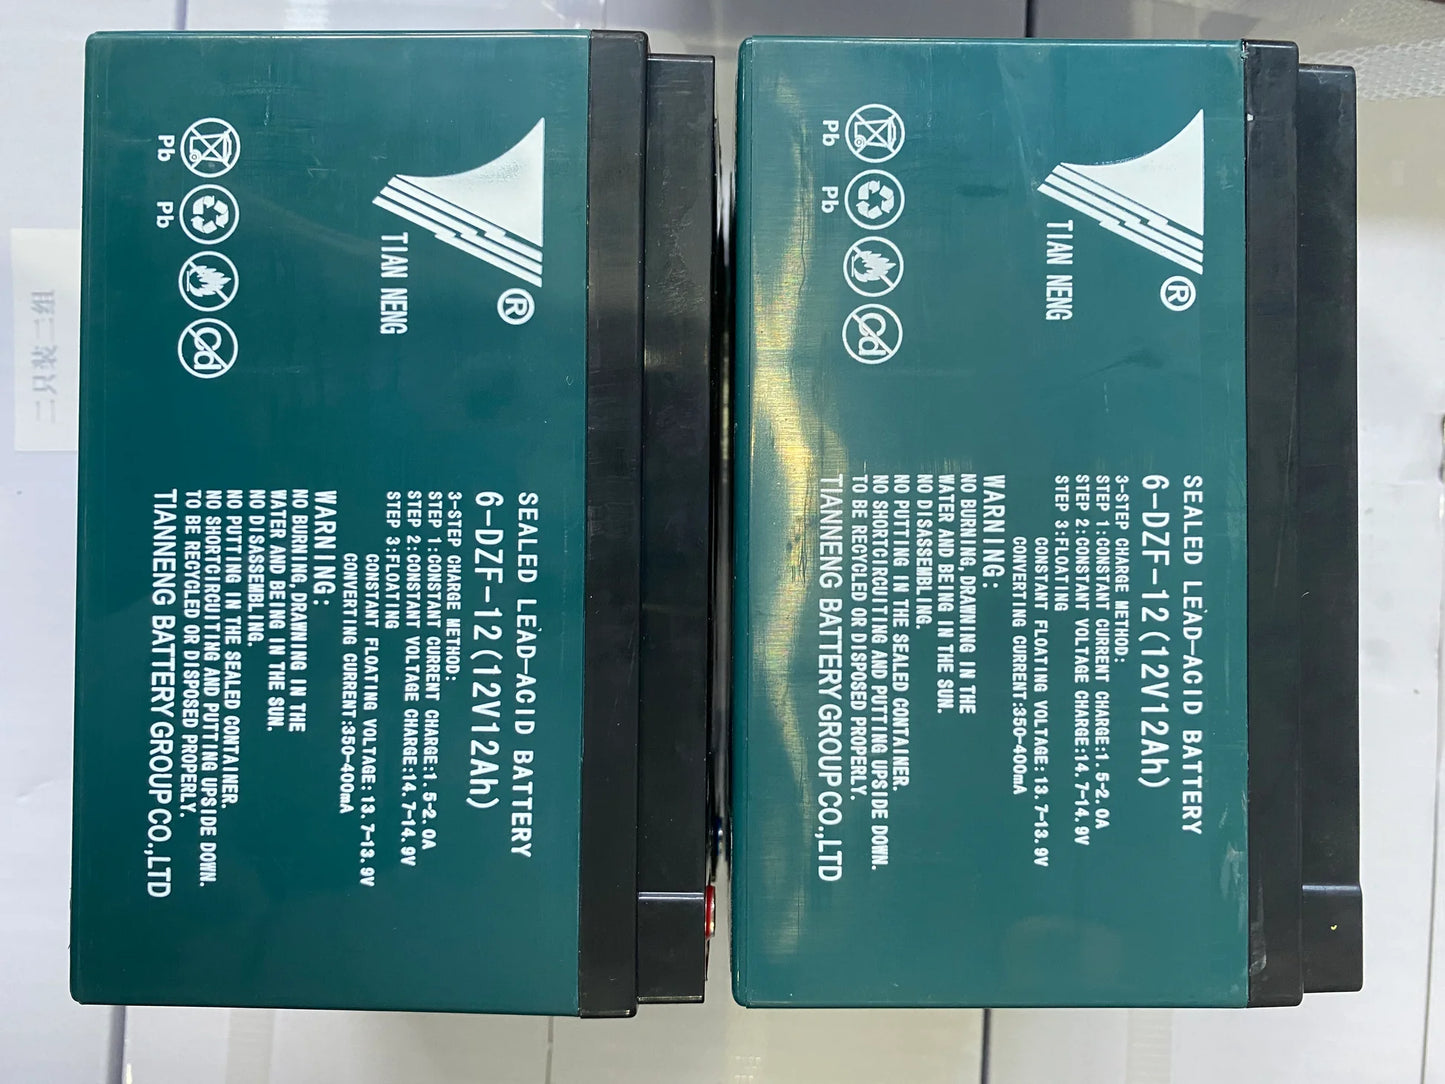 Pb
Pb
Cd
TIAN NENG
®
SEALED LEAD-ACID BATTERY
6-DZF-12(12V12Ah)
3-STEP CHARGE METHOD:
STEP 1:CONSTANT CURRENT CHARGE:1.5-2.0A
STEP 2:CONSTANT VOLTAGE CHARGE:14.7-14.9V
STEP 3:FLOATING
CONSTANT FLOATING VOLTAGE:13.7-13.9V
CONVERTING CURRENT:350-400mA
WARNING:
NO BURNING,DRAWNING IN THE
WATER AND BEING IN THE SUN.
NO DISASSEMBLING.
NO PUTTING IN THE SEALED CONTAINER.
NO SHORTCIRCUITING AND PUTTING UPSIDE DOWN.
TO BE RECYCLED OR DISPOSED PROPERLY.
TIANNENG BATTERY GROUP CO.,LTD
Pb
Pb
Cd
TIAN NENG
®
SEALED LEAD-ACID BATTERY
6-DZF-12(12V12Ah)
3-STEP CHARGE METHOD:
STEP 1:CONSTANT CURRENT CHARGE:1.5-2.0A
STEP 2:CONSTANT VOLTAGE CHARGE:14.7-14.9V
STEP 3:FLOATING
CONSTANT FLOATING VOLTAGE:13.7-13.9V
CONVERTING CURRENT:350-400mA
WARNING:
NO BURNING,DRAWNING IN THE
WATER AND BEING IN THE SUN.
NO DISASSEMBLING.
NO PUTTING IN THE SEALED CONTAINER.
NO SHORTCIRCUITING AND PUTTING UPSIDE DOWN.
TO BE RECYCLED OR DISPOSED PROPERLY.
TIANNENG BATTERY GROUP CO.,LTD